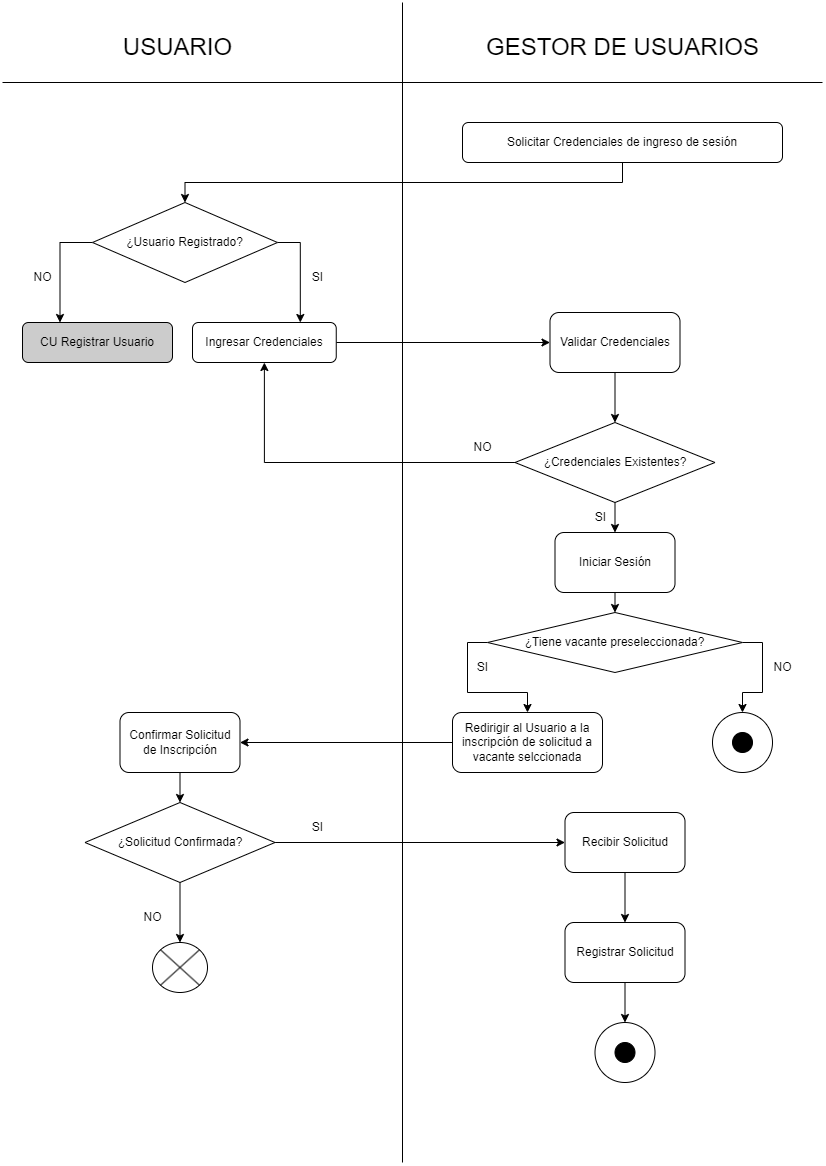 USUARIO
GESTOR DE USUARIOS
Solicitar Credenciales de ingreso de sesión
¿Usuario Registrado?
NO
SI
CU Registrar Usuario
Ingresar Credenciales
Validar Credenciales
NO
¿Credenciales Existentes?
SI
Iniciar Sesión
¿Tiene vacante preseleccionada?
SI
NO
Confirmar Solicitud
de Inscripción
Redirigir al Usuario a la
inscripción de solicitud a
vacante selccionada
¿Solicitud Confirmada?
SI
Recibir Solicitud
NO
Registrar Solicitud